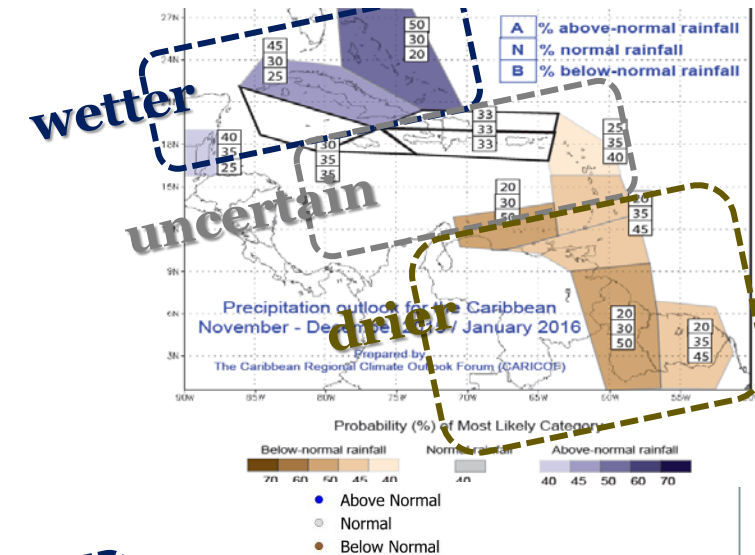 27N
50
30
20
A % above-normal rainfall
N % normal rainfall
B % below-normal rainfall
45
30
25
24N
wetter
33
33
33
25
35
40
40
35
25
18N
30
35
35
15N
20
30
50
uncertain
20
35
45
9N
6N
Precipitation outlook for the Caribbean
November - 2015 / January 2016
drier
20
30
50
20
35
45
3N
Prepared by
The Caribbean Regional Climate Outlook Forum (CARICOF)
90W 85W 80W 75W 70W 65W 60W 55W
Probability (%) of Most Likely Category
Below-normal rainfall Normal rainfall Above-normal rainfall
70 60 50 45 40 40 40 45 50 60 70
Above Normal
Normal
Below Normal